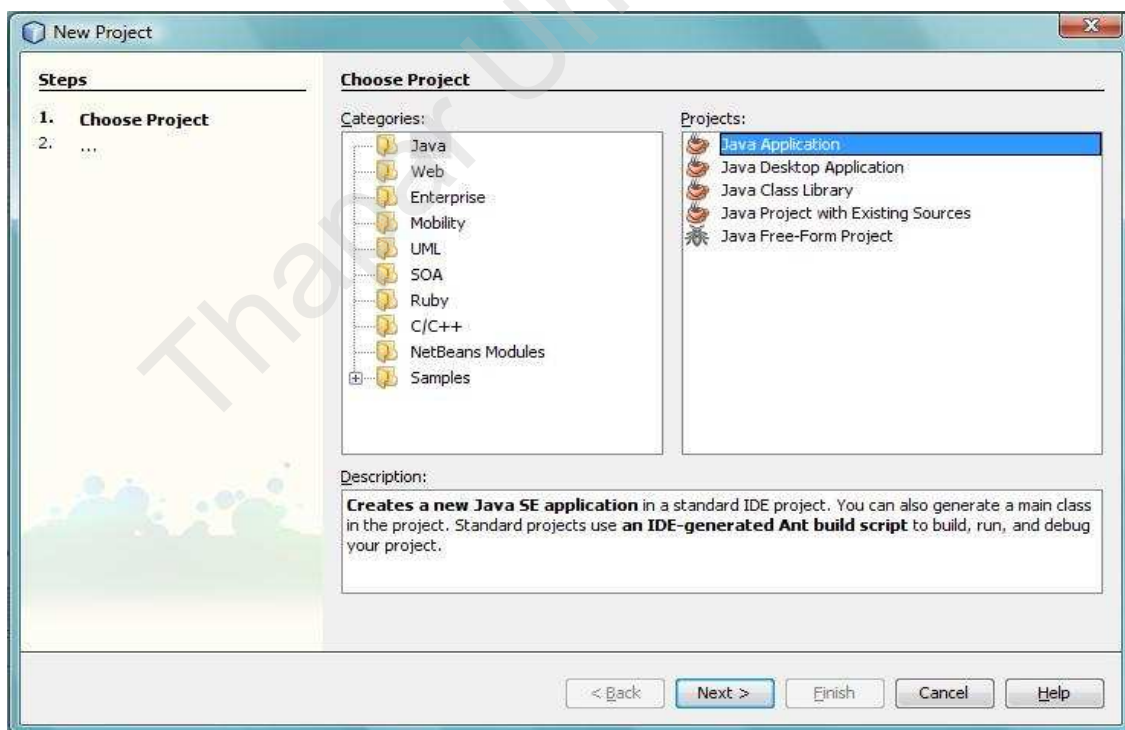 New Project
Steps
1. Choose Project
2. ...
Choose Project
Categories:
Java
Web
Enterprise
Mobility
UML
SOA
Ruby
C/C++
NetBeans Modules
Samples
Projects:
Java Application
Java Desktop Application
Java Class Library
Java Project with Existing Sources
Java Free-Form Project
Description:
Creates a new Java SE application in a standard IDE project. You can also generate a main class
in the project. Standard projects use an IDE-generated Ant build script to build, run, and debug
your project.
< Back
Next >
Finish
Cancel
Help
Thapar Un